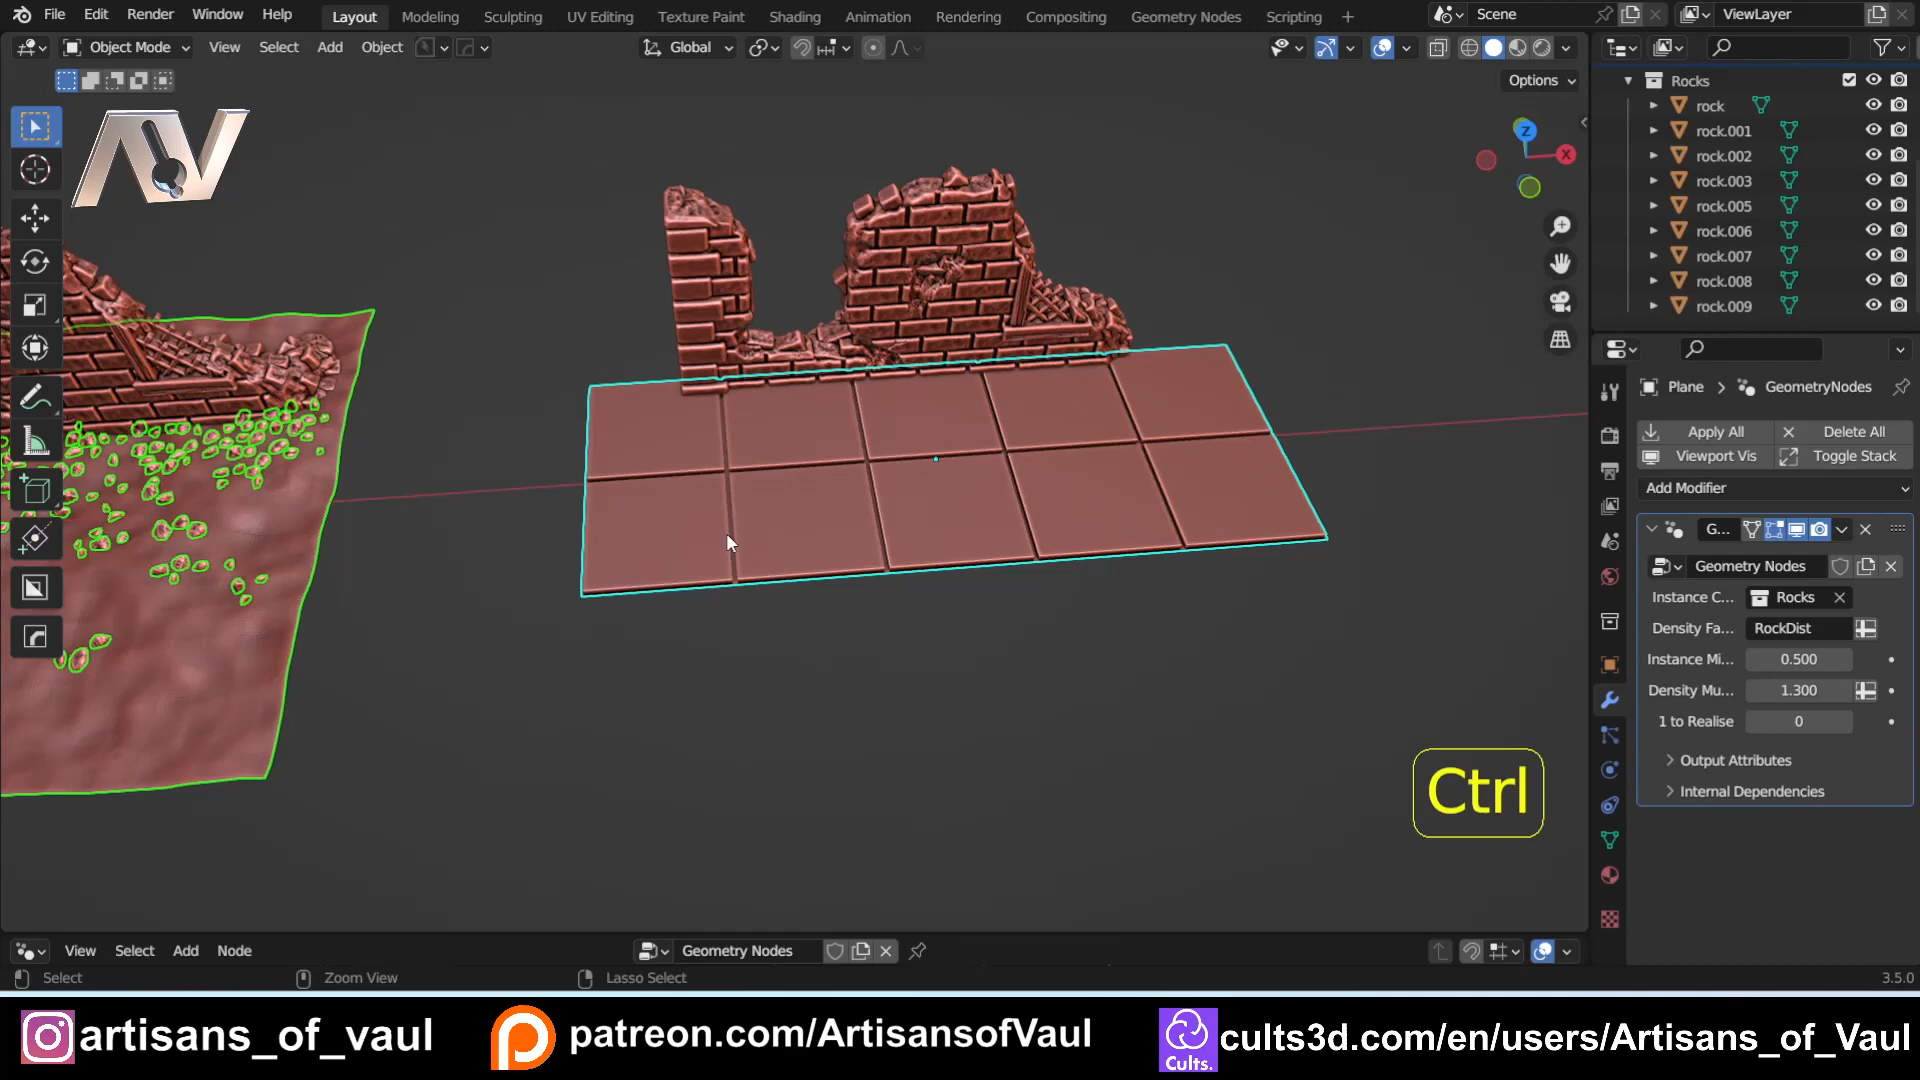 File Edit Render Window Help
Layout Modeling Sculpting UV Editing Texture Paint Shading Animation Rendering Compositing Geometry Nodes Scripting +
Scene
ViewLayer
Object Mode View Select Add Object
Global
Options
Z
X
Rocks
rock
rock.001
rock.002
rock.003
rock.005
rock.006
rock.007
rock.008
rock.009
Plane > GeometryNodes
Apply All Delete All
Viewport Vis Toggle Stack
Add Modifier
G...
Geometry Nodes
Instance C... Rocks
Density Fa... RockDist
Instance Mi... 0.500
Density Mu... 1.300
1 to Realise 0
Output Attributes
Internal Dependencies
Ctrl
View Select Add Node
Geometry Nodes
Select Zoom View Lasso Select
3.5.0
artisans_of_vaul
patreon.com/ArtisansofVaul
Cults.
cults3d.com/en/users/Artisans_of_Vaul